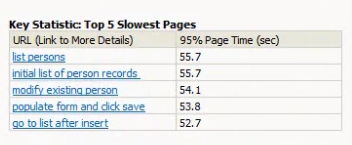 Key Statistic: Top 5 Slowest Pages
URL (Link to More Details) 95% Page Time (sec)
list persons 55.7
initial list of person records 55.7
modify existing person 54.1
populate form and click save 53.8
go to list after insert 52.7